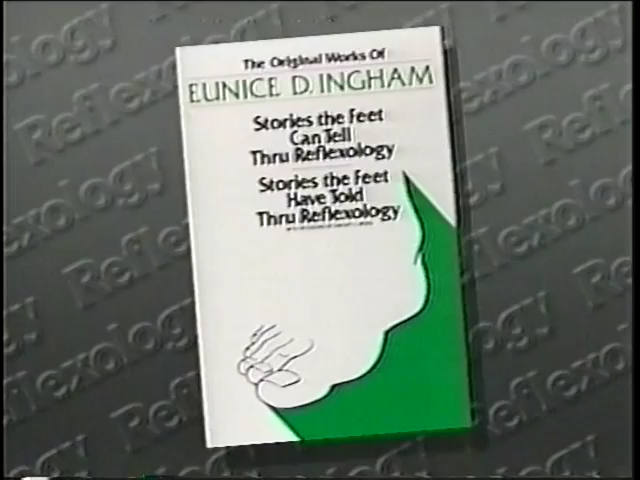 The Original Works Of
EUNICE D. INGHAM
Stories the Feet
Can Tell
Thru Reflexology
Stories the Feet
Have Told
Thru Reflexology
Reflexology
Reflexology
Reflexology
Reflexology
Reflexology
Reflexology